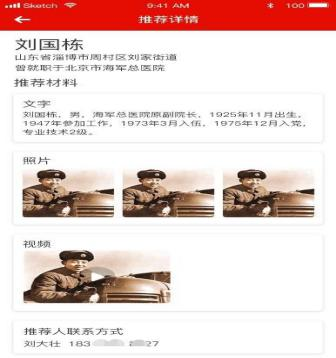 Sketch 9:41 AM 100
推荐详情
刘国栋
山东省淄博市周村区刘家街道
曾就职于北京市海军总医院
推荐材料
文字
刘国栋，男，海军总医院原副院长，1925年11月出生，
1947年参加工作，1973年3月入伍，1975年12月入党，
专业技术2级。
照片
视频
推荐人联系方式
刘大壮 183 27